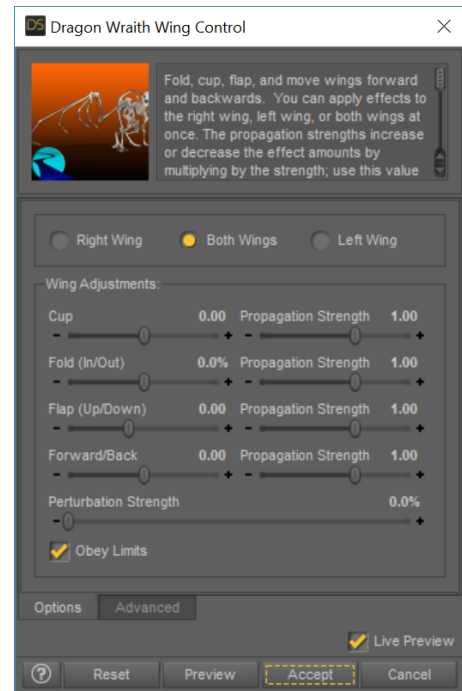 DS Dragon Wraith Wing Control
Fold, cup, flap, and move wings forward
and backwards. You can apply effects to
the right wing, left wing, or both wings at
once. The propagation strengths increase
or decrease the effect amounts by
multiplying by the strength; use this value
Right Wing Both Wings Left Wing
Wing Adjustments:
Cup 0.00 Propagation Strength 1.00
- + - +
Fold (In/Out) 0.0% Propagation Strength 1.00
- + - +
Flap (Up/Down) 0.00 Propagation Strength 1.00
- + - +
Forward/Back 0.00 Propagation Strength 1.00
- + - +
Perturbation Strength 0.0%
- +
Obey Limits
Options Advanced
Live Preview
? Reset Preview Accept Cancel